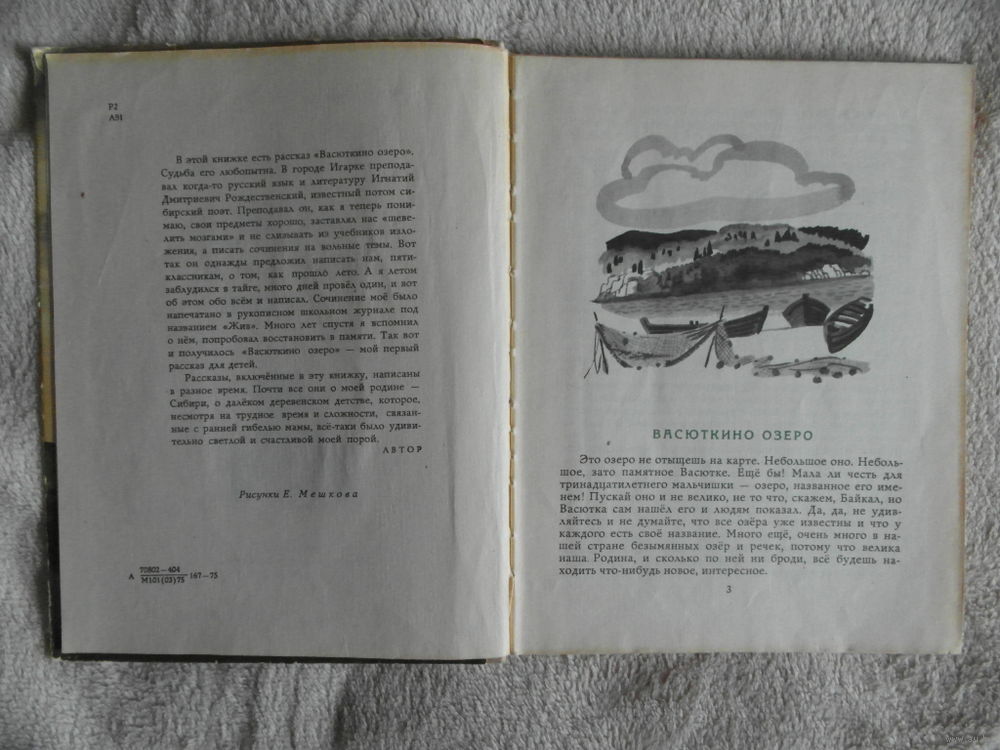 Р2
А91
В этой книжке есть рассказ «Васюткино озеро».
Судьба его любопытна. В городе Игарке препода-
вал когда-то русский язык и литературу Игнатий
Дмитриевич Рождественский, известный потом си-
бирский поэт. Преподавал он, как я теперь пони-
маю, свои предметы хорошо, заставлял нас «шеве-
лить мозгами» и не слизывать из учебников изло-
жения, а писать сочинения на вольные темы. Вот
так он однажды предложил написать нам, пяти-
классникам, о том, как прошло лето. А я летом
заблудился в тайге, много дней провёл один, и вот
об этом обо всём и написал. Сочинение моё было
напечатано в рукописном школьном журнале под
названием «Жив». Много лет спустя я вспомнил
о нём, попробовал восстановить в памяти. Так вот
и получилось «Васюткино озеро» — мой первый
рассказ для детей.
Рассказы, включённые в эту книжку, написаны
в разное время. Почти все они о моей родине —
Сибири, о далёком деревенском детстве, которое,
несмотря на трудное время и сложности, связан-
ные с ранней гибелью мамы, всё-таки было удиви-
тельно светлой и счастливой моей порой.
АВТОР
Рисунки Е. Мешкова
А 70802—404 167—75
М101(03)75
ВАСЮТКИНО ОЗЕРО
Это озеро не отыщешь на карте. Небольшое оно. Неболь-
шое, зато памятное Васютке. Ещё бы! Мала ли честь для
тринадцатилетнего мальчишки — озеро, названное его име-
нем! Пускай оно и не велико, не то что, скажем, Байкал, но
Васютка сам нашёл его и людям показал. Да, да, не удив-
ляйтесь и не думайте, что все озёра уже известны и что у
каждого есть своё название. Много ещё, очень много в на-
шей стране безымянных озёр и речек, потому что велика
наша Родина, и сколько по ней ни броди, всё будешь на-
ходить что-нибудь новое, интересное.
3